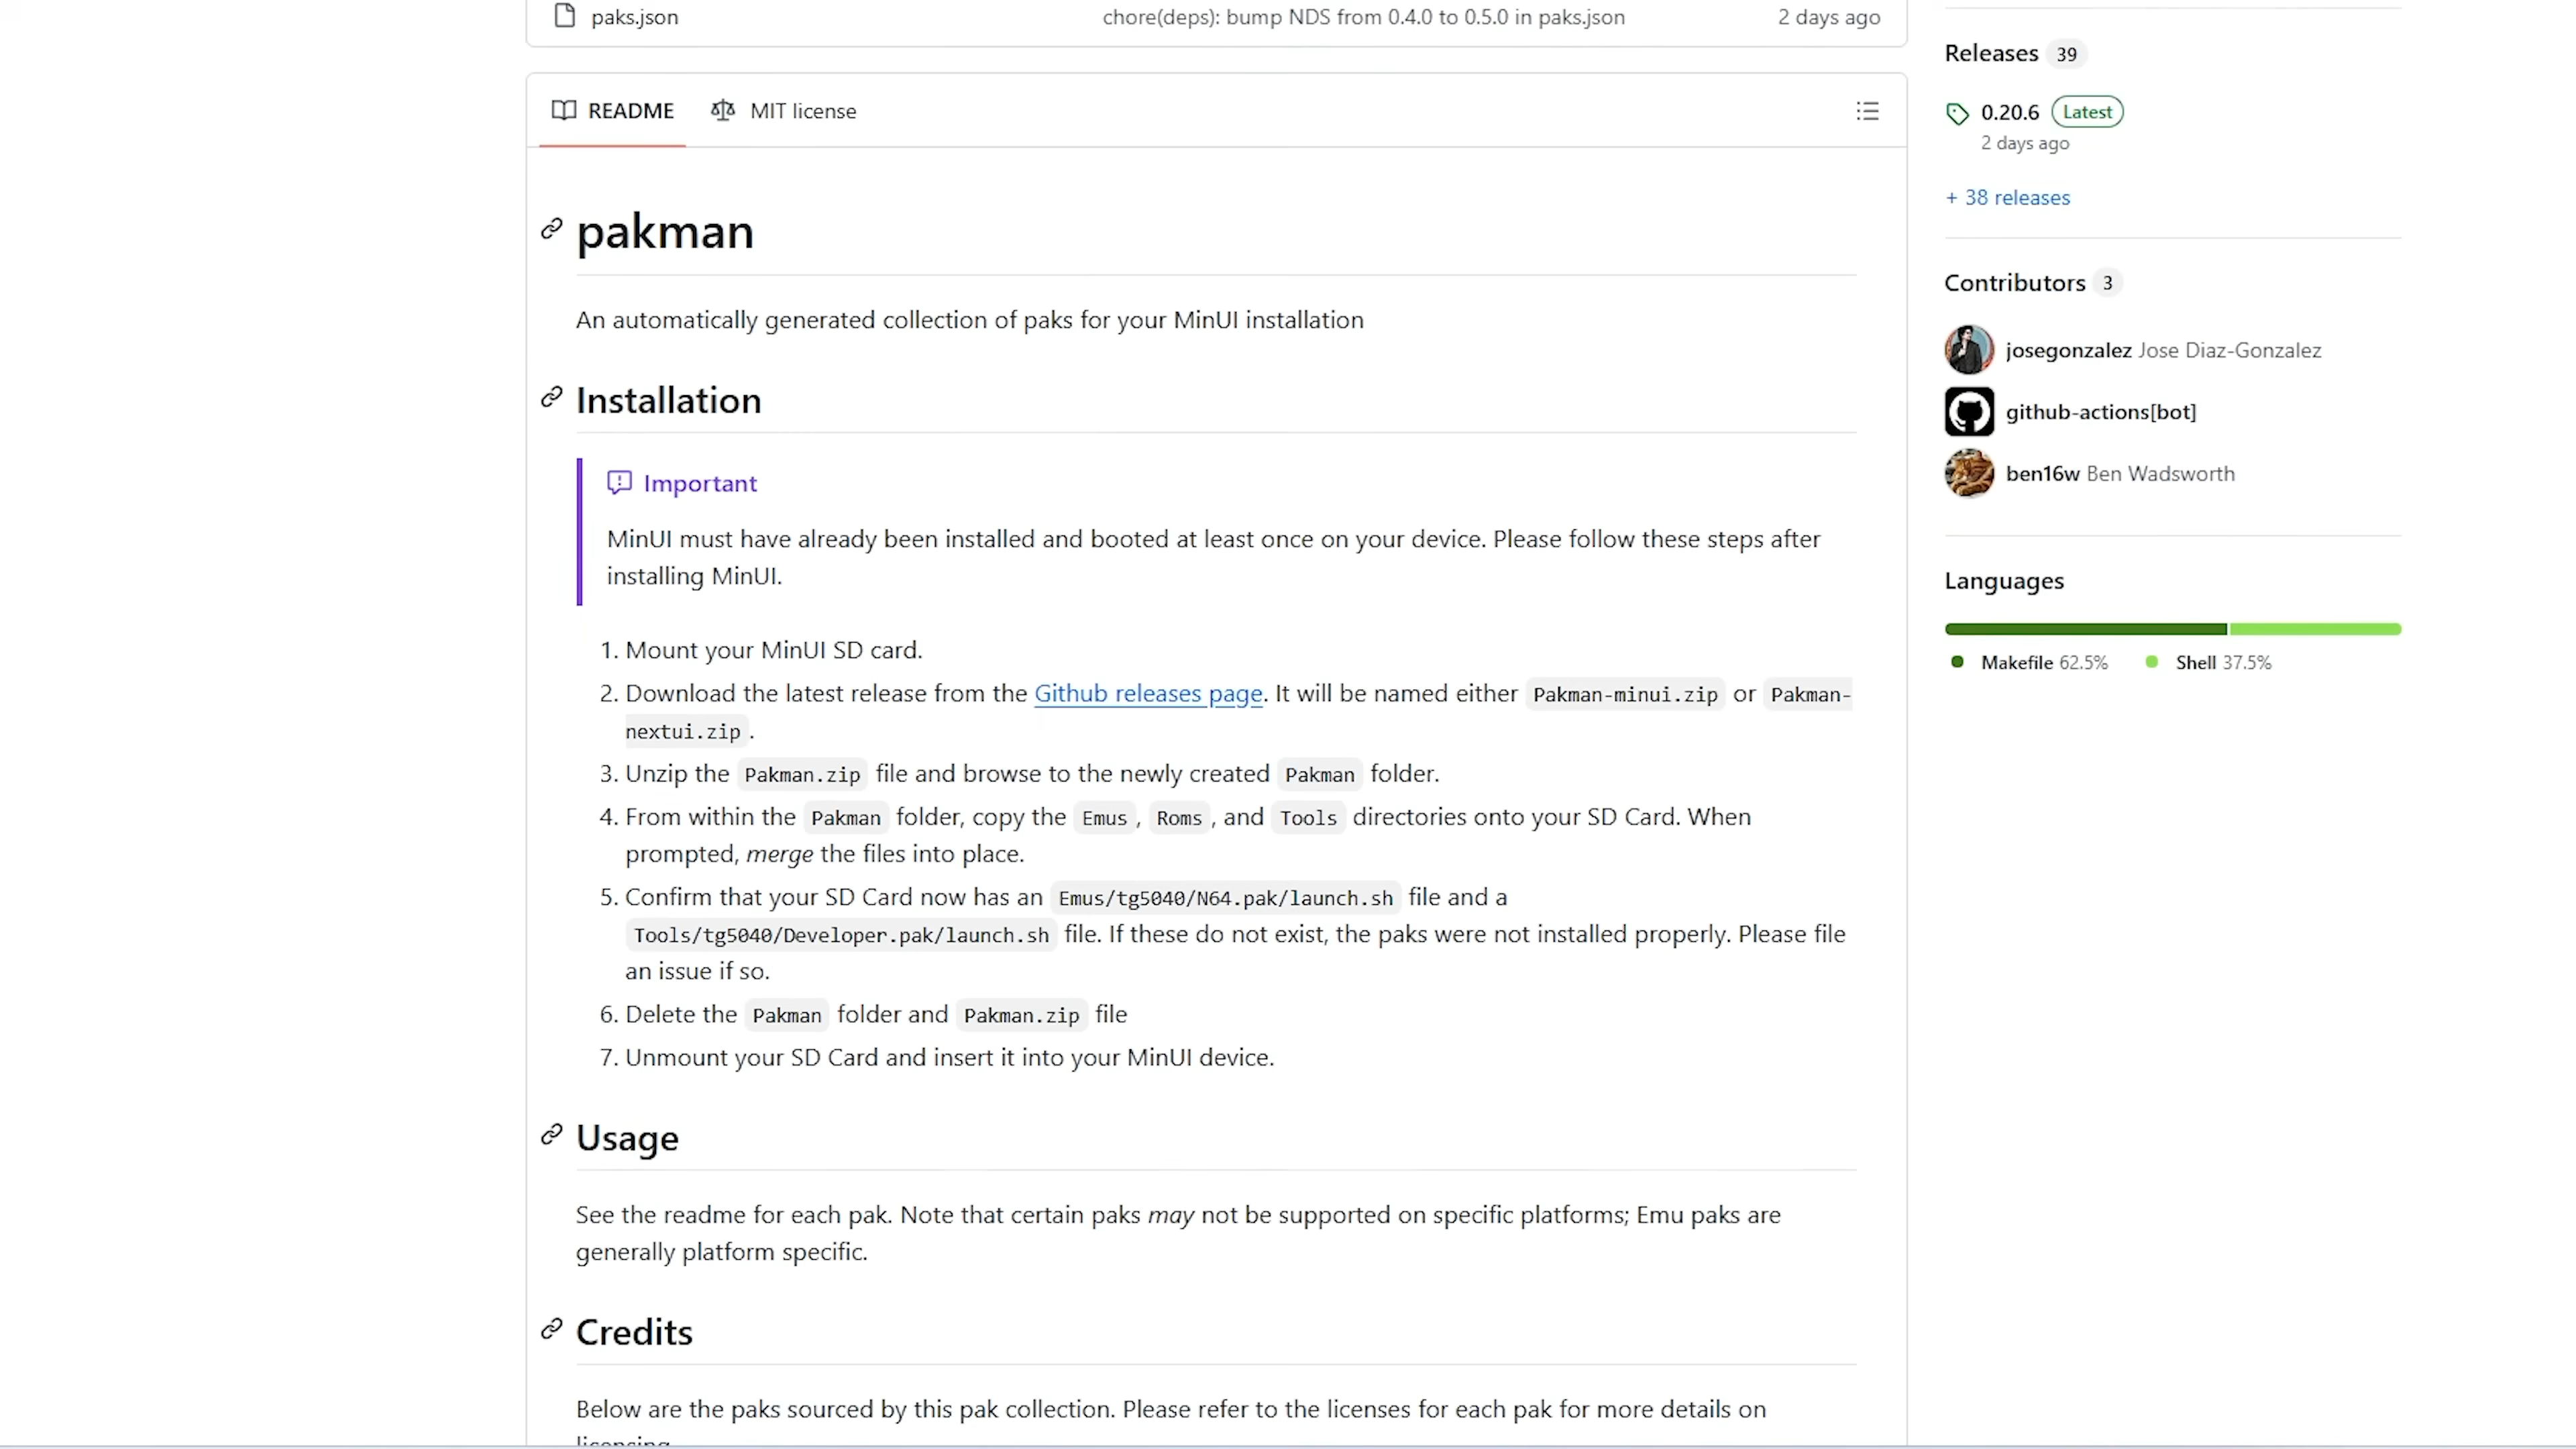 paks.json chore(deps): bump NDS from 0.4.0 to 0.5.0 in paks.json 2 days ago
README MIT license
pakman
An automatically generated collection of paks for your MinUI installation
Installation
Important
MinUI must have already been installed and booted at least once on your device. Please follow these steps after
installing MinUI.
1. Mount your MinUI SD card.
2. Download the latest release from the Github releases page. It will be named either Pakman-minui.zip or Pakman-
nextui.zip .
3. Unzip the Pakman.zip file and browse to the newly created Pakman folder.
4. From within the Pakman folder, copy the Emus , Roms , and Tools directories onto your SD Card. When
prompted, merge the files into place.
5. Confirm that your SD Card now has an Emus/tg5040/N64.pak/launch.sh file and a
Tools/tg5040/Developer.pak/launch.sh file. If these do not exist, the paks were not installed properly. Please file
an issue if so.
6. Delete the Pakman folder and Pakman.zip file
7. Unmount your SD Card and insert it into your MinUI device.
Usage
See the readme for each pak. Note that certain paks may not be supported on specific platforms; Emu paks are
generally platform specific.
Credits
Below are the paks sourced by this pak collection. Please refer to the licenses for each pak for more details on
licensing.
Releases 39
0.20.6 Latest
2 days ago
+ 38 releases
Contributors 3
josegonzalez Jose Diaz-Gonzalez
github-actions[bot]
ben16w Ben Wadsworth
Languages
Makefile 62.5% Shell 37.5%